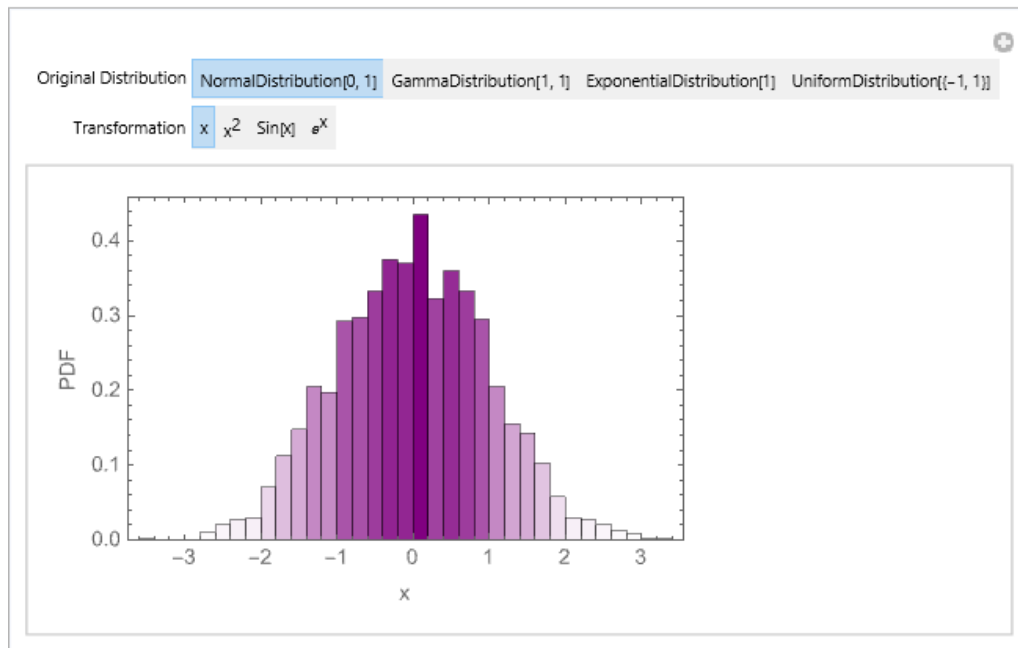 Original Distribution NormalDistribution[0, 1] GammaDistribution[1, 1] ExponentialDistribution[1] UniformDistribution[{-1, 1}]
Transformation x x² Sin[x] ⅇˣ
0.4
0.3
PDF
0.2
0.1
0.0
−3 −2 −1 0 1 2 3
x